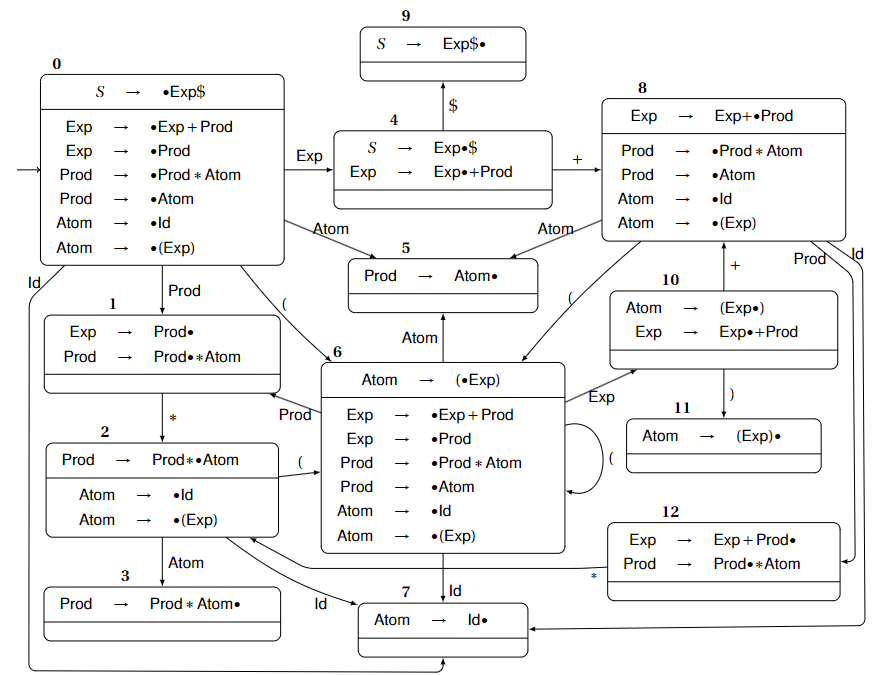 0
S → •Exp$
Exp → •Exp + Prod
Exp → •Prod
Prod → •Prod ∗ Atom
Prod → •Atom
Atom → •Id
Atom → •(Exp)
9
S → Exp$•
$
4
S → Exp•$
Exp → Exp•+Prod
Exp
+
8
Exp → Exp+•Prod
Prod → •Prod ∗ Atom
Prod → •Atom
Atom → •Id
Atom → •(Exp)
Atom
Atom
5
Prod → Atom•
Id
Prod
(
(
Prod
Id
1
Exp → Prod•
Prod → Prod•∗Atom
+
10
Atom → (Exp•)
Exp → Exp•+Prod
Atom
6
Atom → (•Exp)
Exp → •Exp + Prod
Exp → •Prod
Prod → •Prod ∗ Atom
Prod → •Atom
Atom → •Id
Atom → •(Exp)
Prod
Exp
)
11
Atom → (Exp)•
*
2
Prod → Prod∗•Atom
Atom → •Id
Atom → •(Exp)
(
(
12
Exp → Exp + Prod•
Prod → Prod•∗Atom
*
Atom
3
Prod → Prod ∗ Atom•
Id
Id
7
Atom → Id•